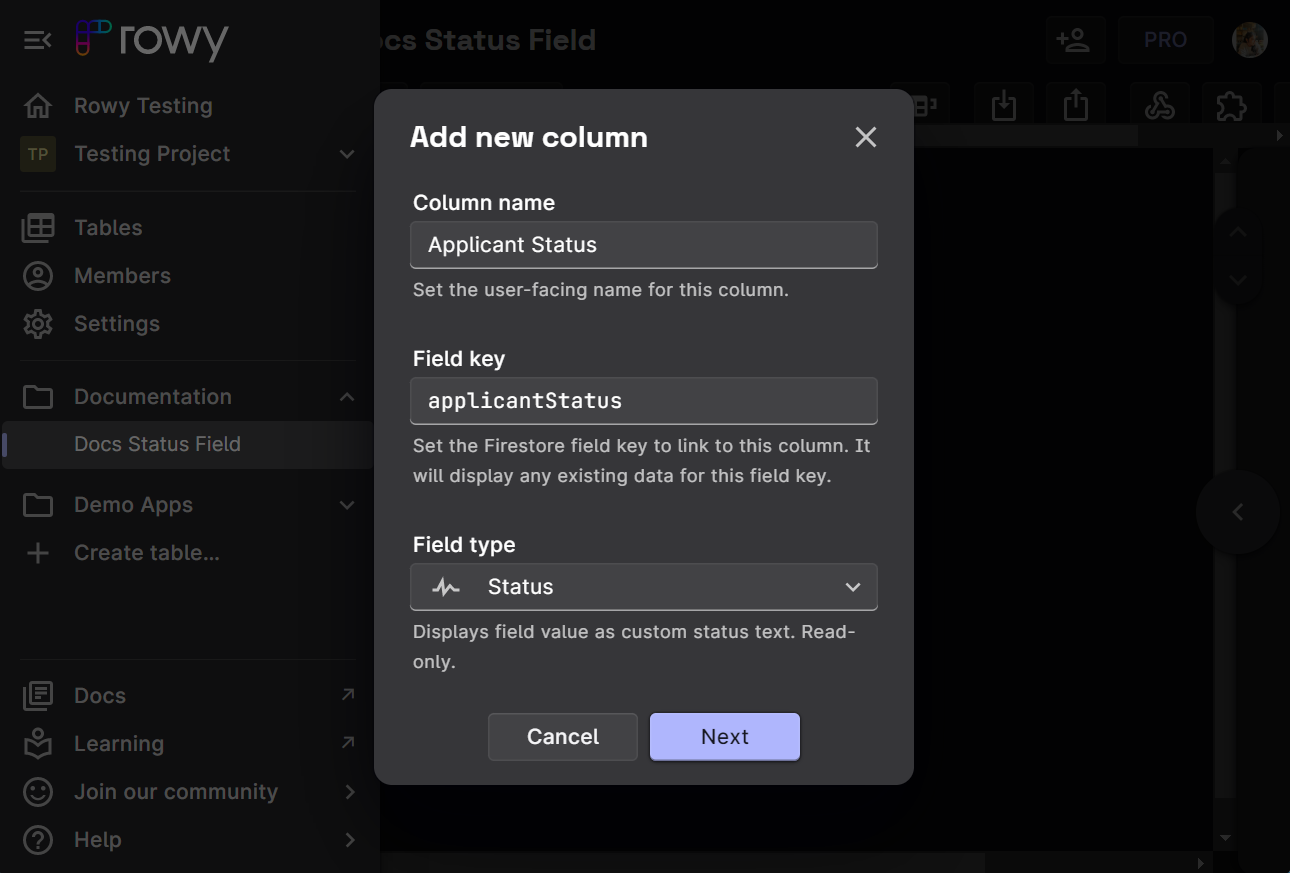 rowy
ocs Status Field
PRO
Rowy Testing
TP Testing Project
Tables
Members
Settings
Documentation
Docs Status Field
Demo Apps
Create table...
Docs
Learning
Join our community
Help
Add new column
Column name
Applicant Status
Set the user-facing name for this column.
Field key
applicantStatus
Set the Firestore field key to link to this column. It
will display any existing data for this field key.
Field type
Status
Displays field value as custom status text. Read-
only.
Cancel
Next